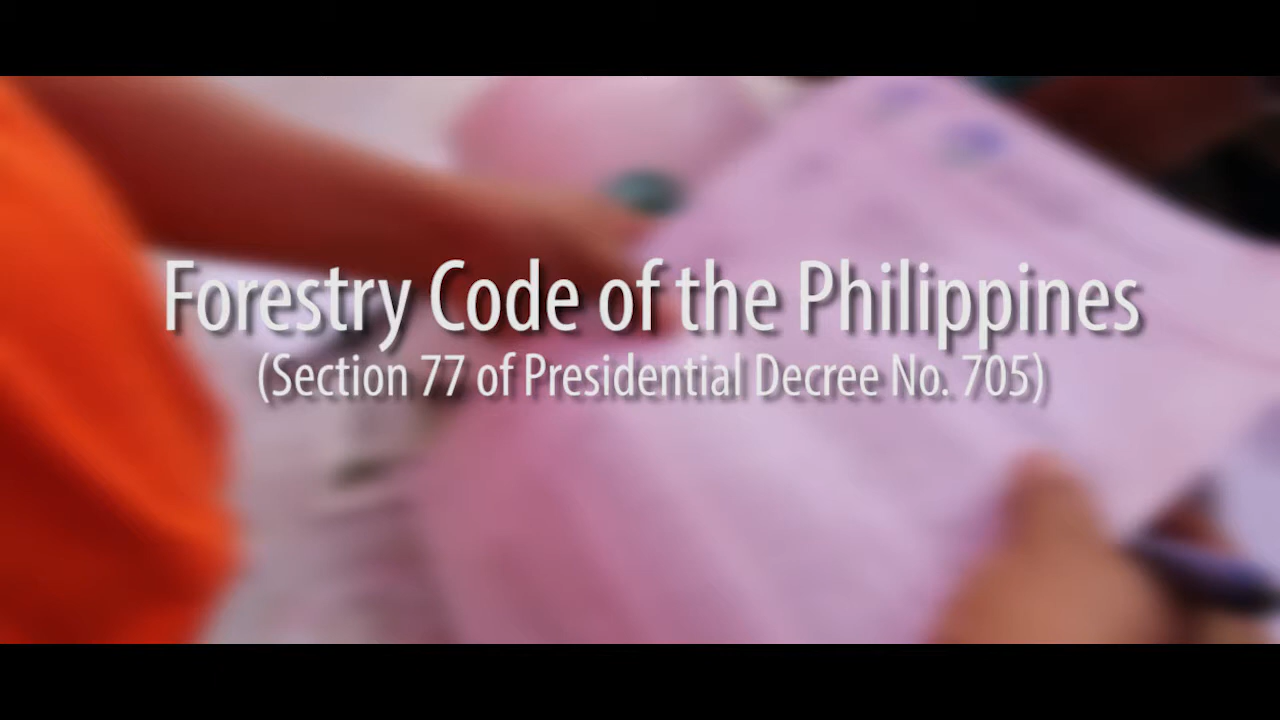 Forestry Code of the Philippines
(Section 77 of Presidential Decree No. 705)